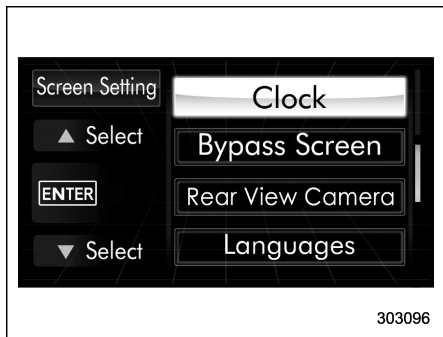 Screen Setting
Clock
▲ Select
Bypass Screen
ENTER
Rear View Camera
▼ Select
Languages
303096